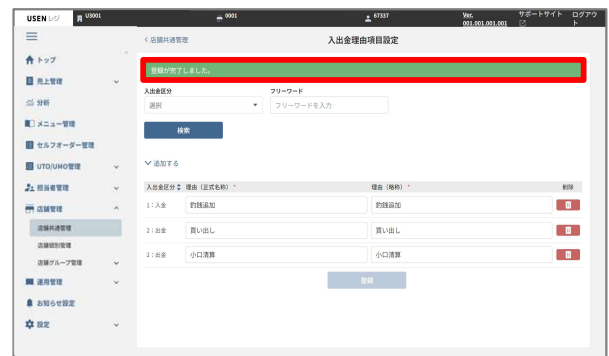 USEN レジ U3001 0001 67337 Ver. 001.001.001.001 サポートサイト ログアウト
< 店舗共通管理 入出金理由項目設定
トップ
売上管理
分析
メニュー管理
セルフオーダー管理
UTO/UMO管理
担当者管理
店舗管理
店舗共通管理
店舗個別管理
店舗グループ管理
運用管理
お知らせ設定
設定
登録が完了しました。
入出金区分 フリーワード
選択 フリーワードを入力
検索
追加する
入出金区分 理由（正式名称）* 理由（略称）* 削除
1：入金 釣銭追加 釣銭追加
2：出金 買い出し 買い出し
2：出金 小口清算 小口清算
登録